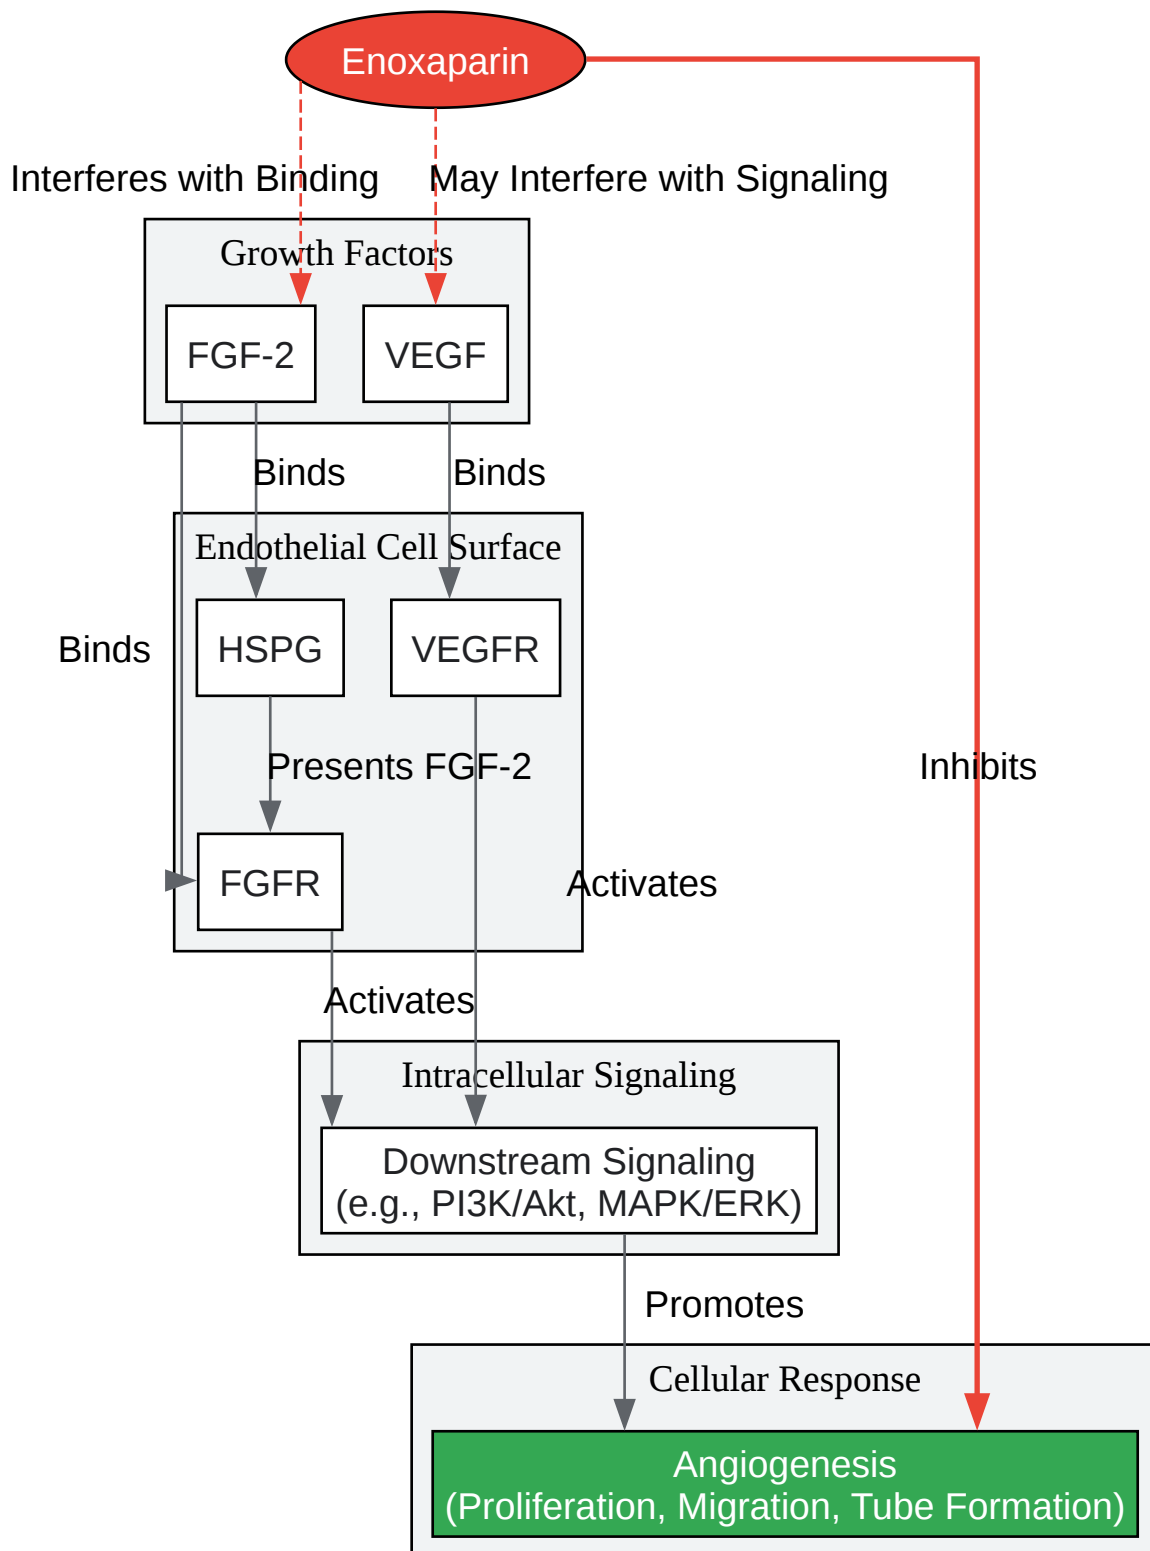 Enoxaparin
Interferes with Binding
May Interfere with Signaling
Growth Factors
FGF-2
VEGF
Binds
Binds
Endothelial Cell Surface
Binds
HSPG
VEGFR
Presents FGF-2
Inhibits
FGFR
Activates
Activates
Intracellular Signaling
Downstream Signaling
(e.g., PI3K/Akt, MAPK/ERK)
Promotes
Cellular Response
Angiogenesis
(Proliferation, Migration, Tube Formation)